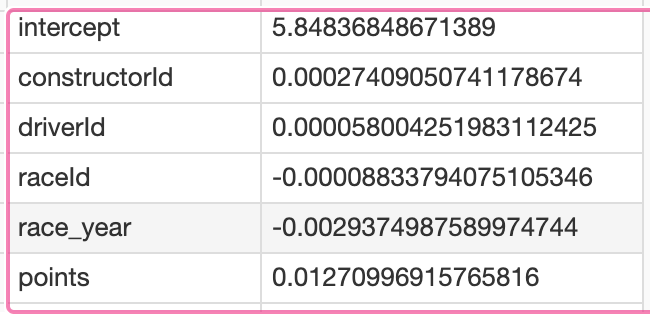 intercept 5.84836848671389
constructorId 0.00027409050741178674
driverId 0.000058004251983112425
raceId -0.00008833794075105346
race_year -0.0029374987589974744
points 0.01270996915765816